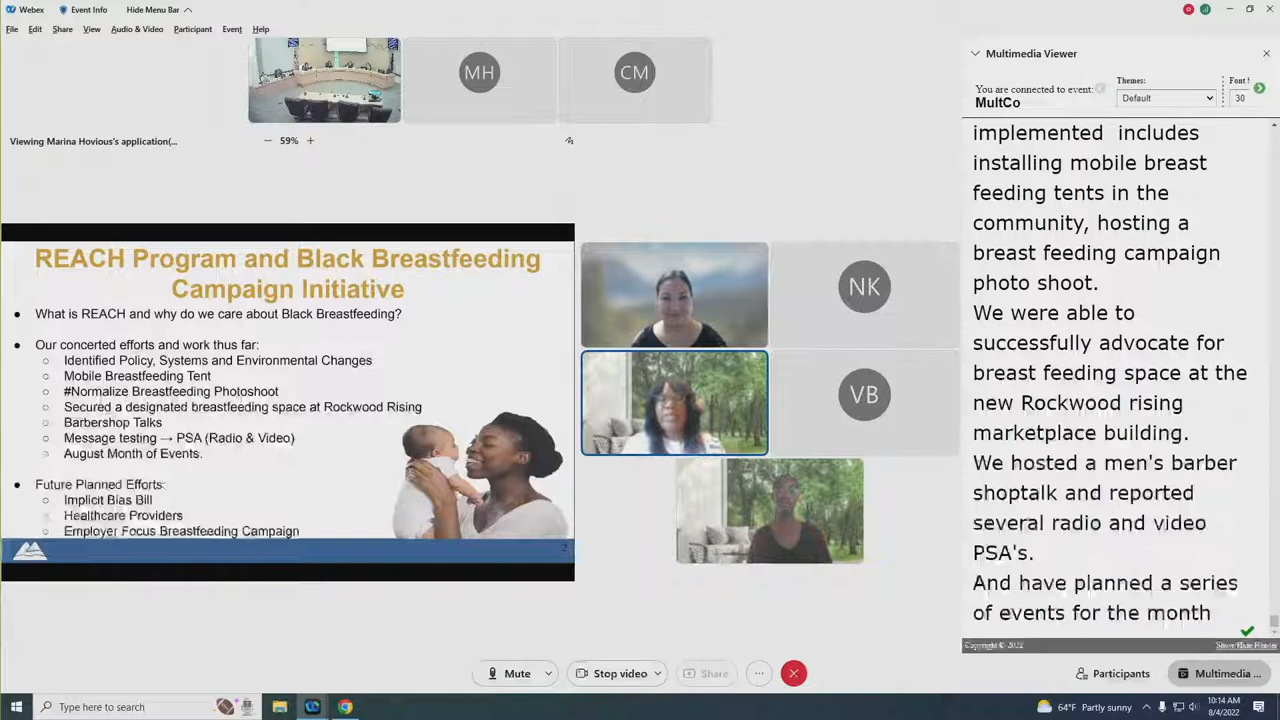 Webex
Event Info
Hide Menu Bar
File Edit Share View Audio & Video Participant Event Help
MH
CM
Viewing Marina Hovious's application(...
59%
REACH Program and Black Breastfeeding
Campaign Initiative
What is REACH and why do we care about Black Breastfeeding?
Our concerted efforts and work thus far:
Identified Policy, Systems and Environmental Changes
Mobile Breastfeeding Tent
#Normalize Breastfeeding Photoshoot
Secured a designated breastfeeding space at Rockwood Rising
Barbershop Talks
Message testing → PSA (Radio & Video)
August Month of Events.
Future Planned Efforts:
Implicit Bias Bill
Healthcare Providers
Employer Focus Breastfeeding Campaign
2
NK
VB
Multimedia Viewer
You are connected to event:
MultCo
Themes:
Default
Font
30
implemented includes
installing mobile breast
feeding tents in the
community, hosting a
breast feeding campaign
photo shoot.
We were able to
successfully advocate for
breast feeding space at the
new Rockwood rising
marketplace building.
We hosted a men's barber
shoptalk and reported
several radio and video
PSA's.
And have planned a series
of events for the month
Copyright © 2022
Show/Hide Header
Mute
Stop video
Share
Participants
Multimedia ...
Type here to search
64°F Partly sunny
10:14 AM
8/4/2022